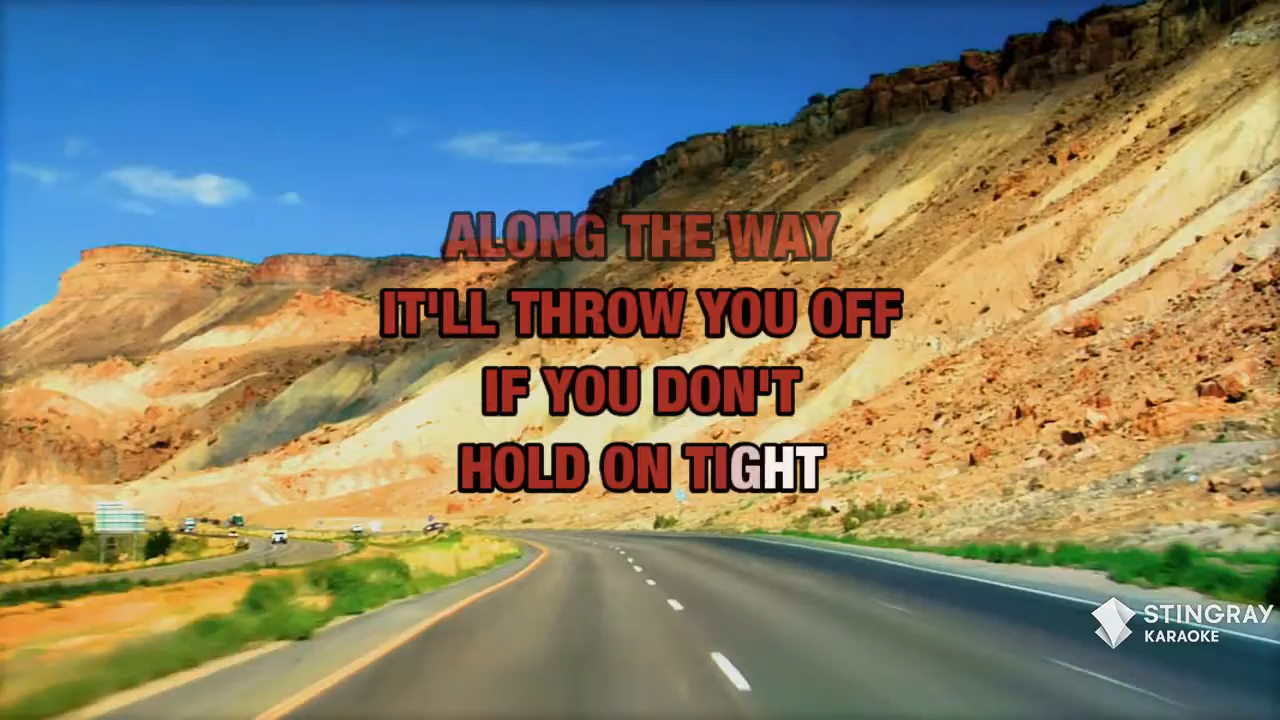 ALONG THE WAY
IT'LL THROW YOU OFF
IF YOU DON'T
HOLD ON TIGHT
STINGRAY
KARAOKE